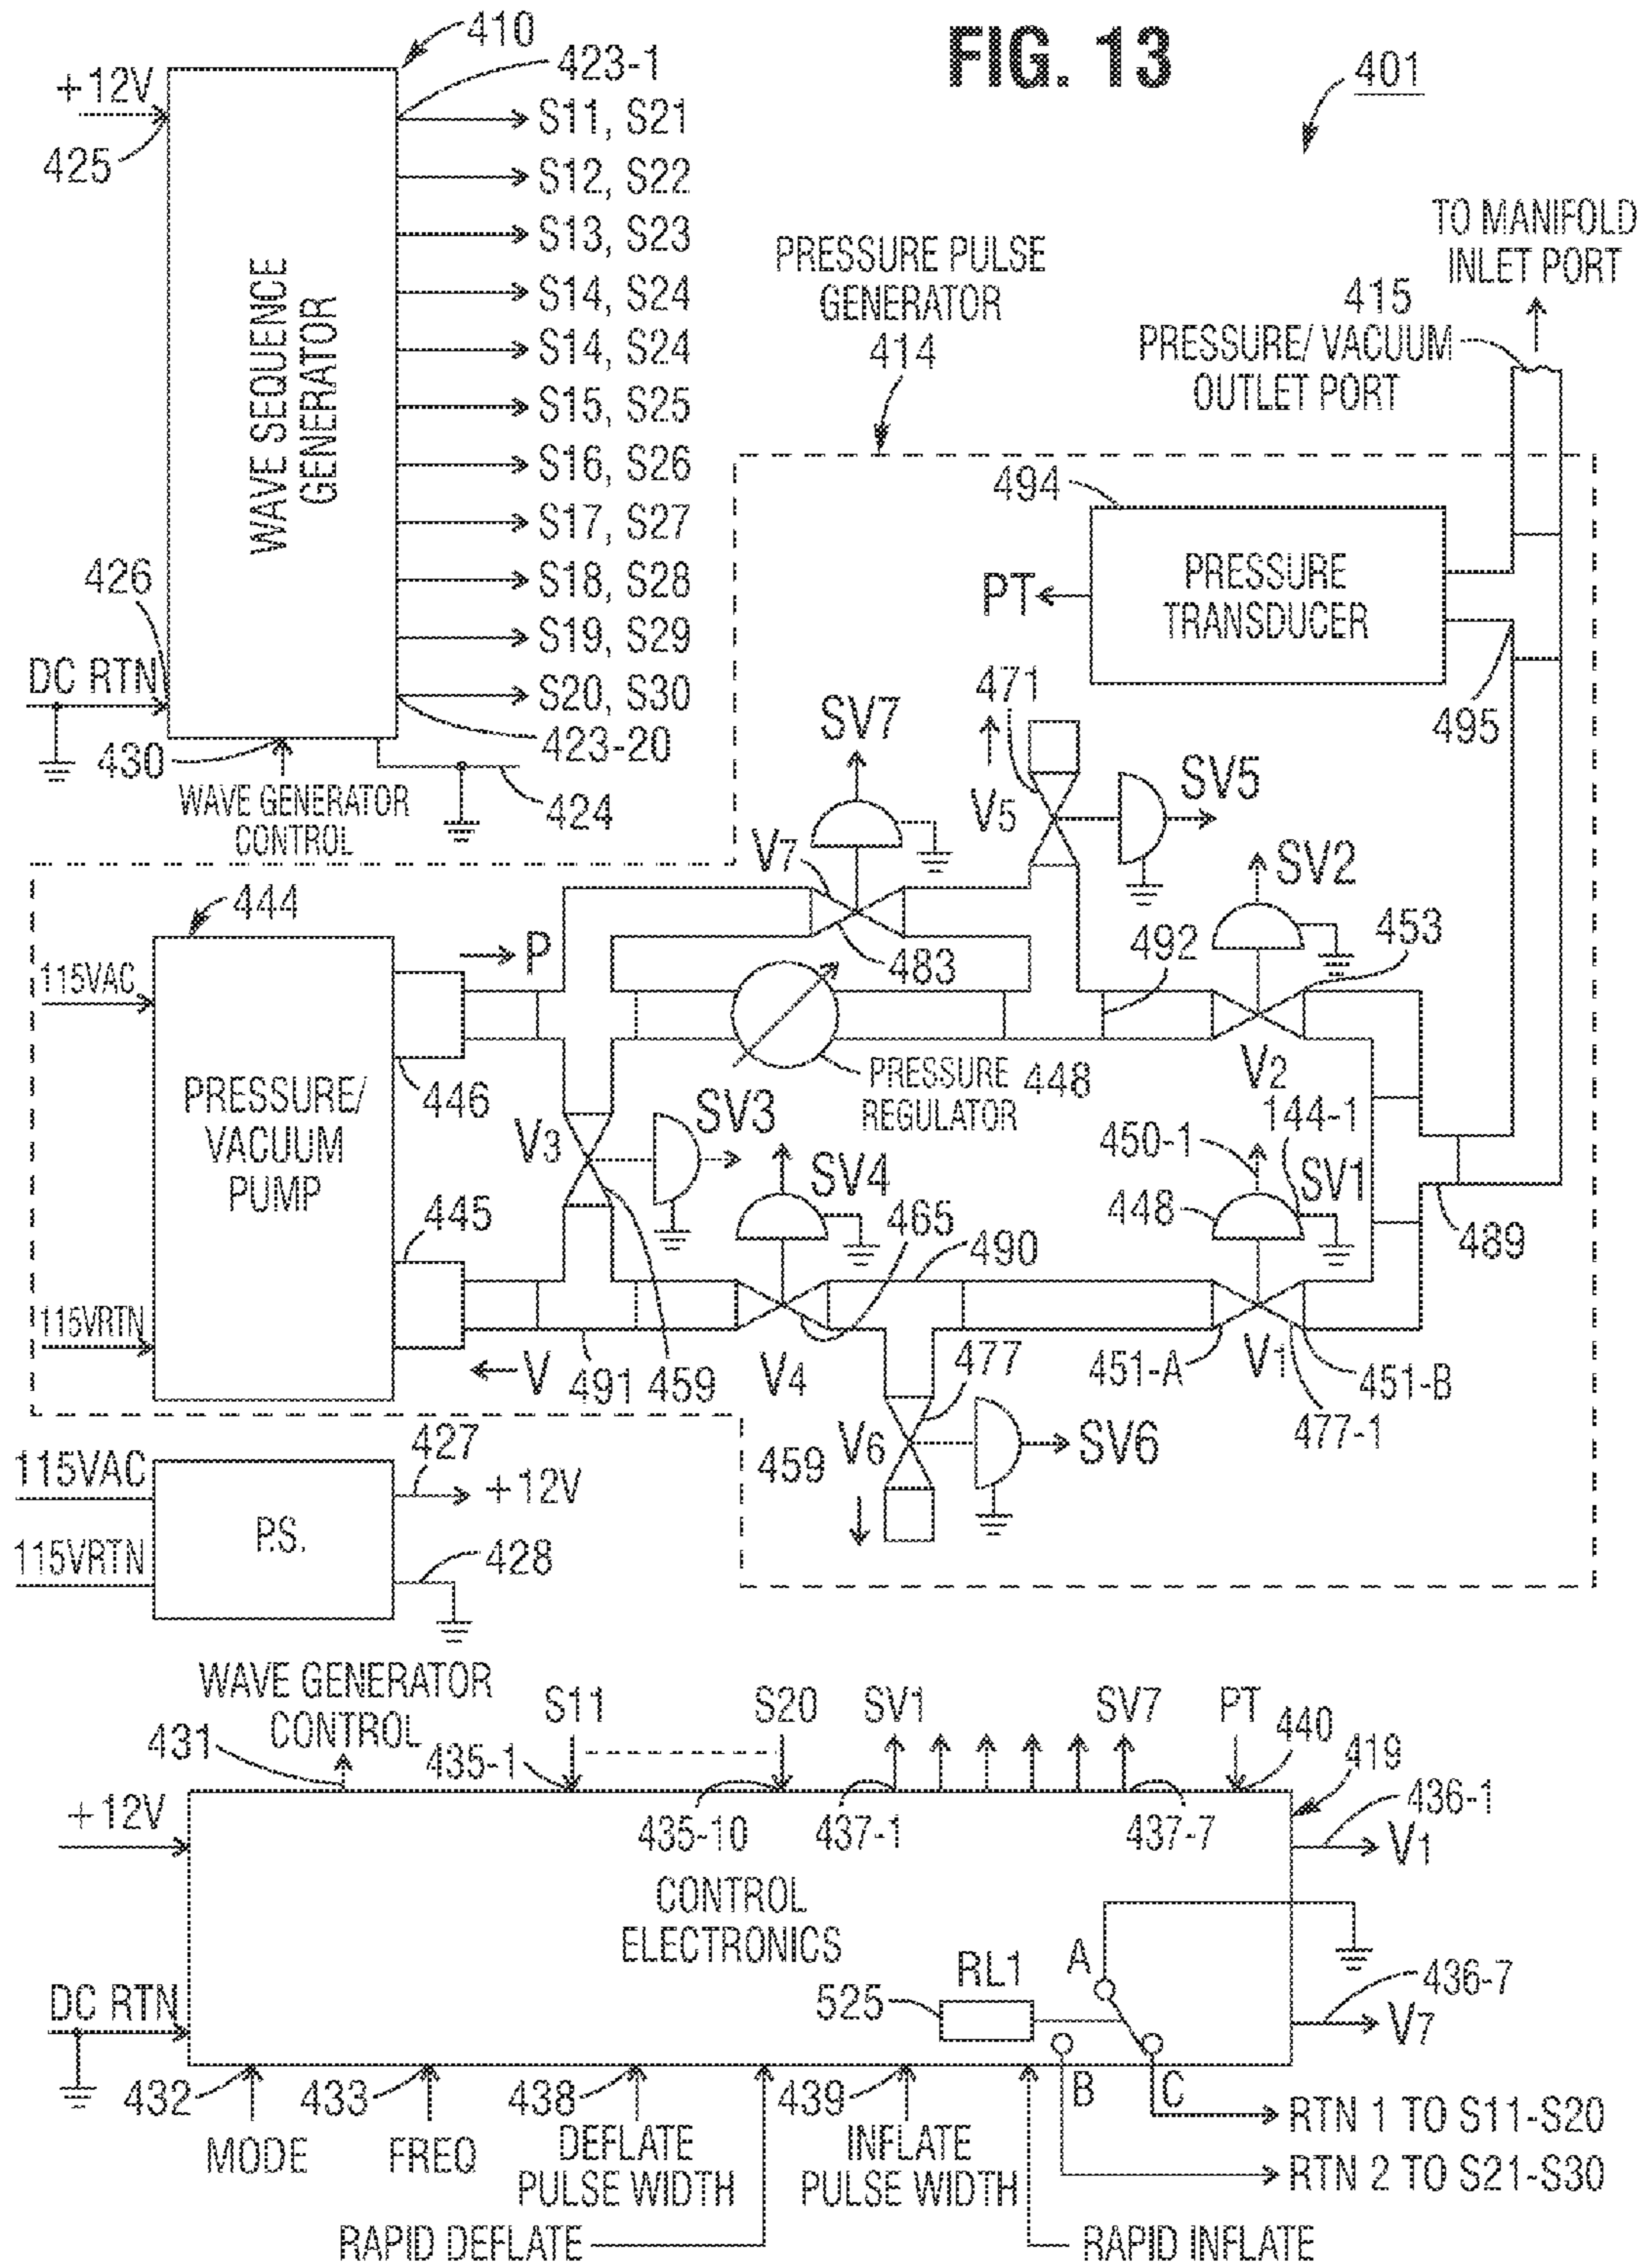 FIG. 13
401
410
423-1
+12V
425
S11, S21
S12, S22
S13, S23
S14, S24
S14, S24
S15, S25
S16, S26
S17, S27
S18, S28
S19, S29
S20, S30
WAVE SEQUENCE
GENERATOR
426
DC RTN
430
423-20
424
WAVE GENERATOR
CONTROL
PRESSURE PULSE
GENERATOR
414
TO MANIFOLD
INLET PORT
415
PRESSURE/ VACUUM
OUTLET PORT
494
PT
PRESSURE
TRANSDUCER
495
471
SV7
V5
SV5
V7
SV2
453
483
492
444
P
115VAC
PRESSURE/
VACUUM
PUMP
446
PRESSURE
REGULATOR
448
V2
144-1
450-1
SV3
V3
SV4
SV1
448
465
445
490
489
115VRTN
V
491
459
V4
477
451-A
V1
451-B
477-1
459
V6
SV6
115VAC
427
+12V
P.S.
115VRTN
428
WAVE GENERATOR
CONTROL
431
S11
435-1
S20
SV1
SV7
PT
440
419
+12V
435-10
437-1
437-7
436-1
V1
CONTROL
ELECTRONICS
RL1
A
525
436-7
V7
DC RTN
432
433
438
439
B
C
MODE
FREQ
DEFLATE
PULSE WIDTH
INFLATE
PULSE WIDTH
RTN 1 TO S11-S20
RTN 2 TO S21-S30
RAPID DEFLATE
RAPID INFLATE